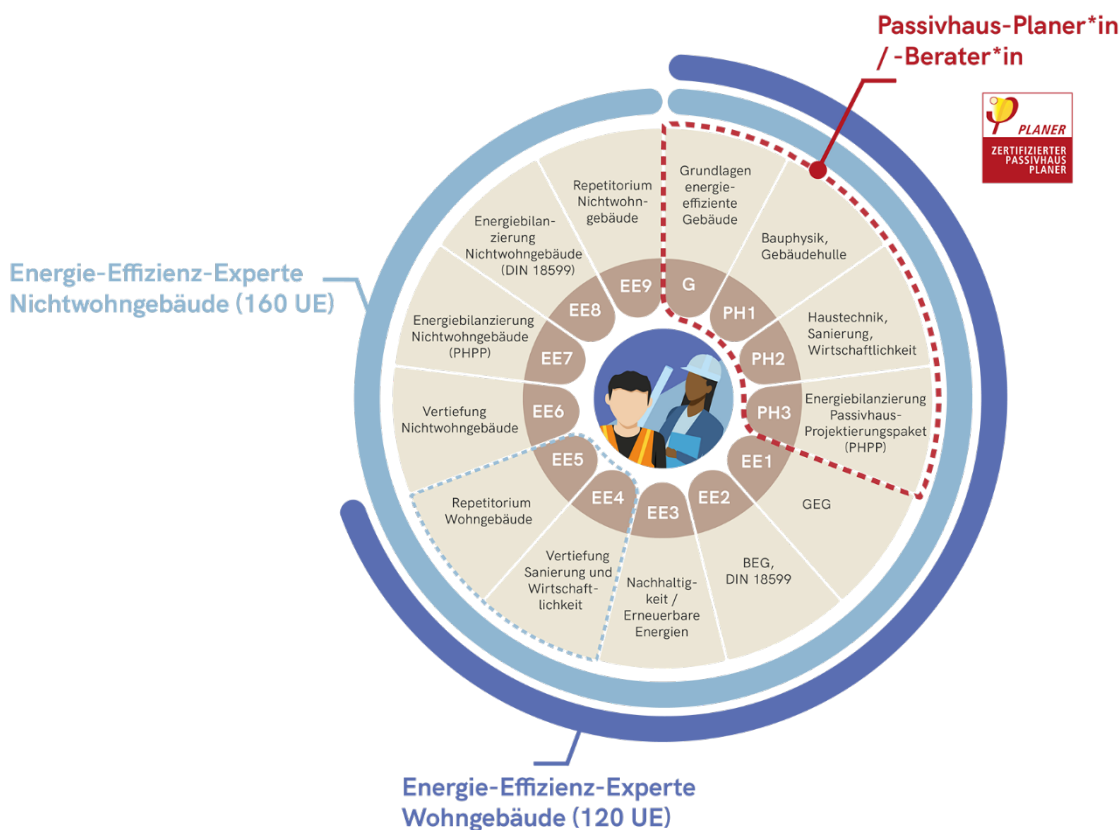 Passivhaus-Planer*in
/ -Berater*in
PLANER
ZERTIFIZIERTER
PASSIVHAUS
PLANER
Energie-Effizienz-Experte
Nichtwohngebäude (160 UE)
Grundlagen
energie-
effiziente
Gebäude
G
Bauphysik,
Gebäudehulle
PH1
Haustechnik,
Sanierung,
Wirtschaftlichkeit
PH2
Energiebilanzierung
Passivhaus-
Projektierungspaket
(PHPP)
PH3
GEG
EE1
BEG,
DIN 18599
EE2
Nachhaltig-
keit /
Erneuerbare
Energien
EE3
Vertiefung
Sanierung und
Wirtschaft-
lichkeit
EE4
Repetitorium
Wohngebäude
EE5
Vertiefung
Nichtwohngebäude
EE6
Energiebilanzierung
Nichtwohngebäude
(PHPP)
EE7
Energiebilan-
zierung
Nichtwohngebäude
(DIN 18599)
EE8
Repetitorium
Nichtwohn-
gebäude
EE9
Energie-Effizienz-Experte
Wohngebäude (120 UE)